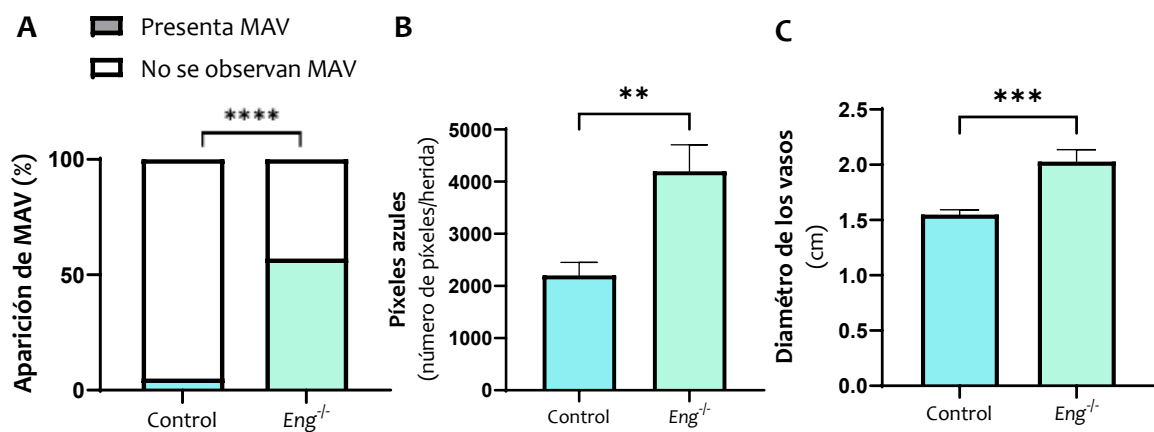 A
Presenta MAV
No se observan MAV
****
Aparición de MAV (%)
100
50
0
Control
Eng-/-
B
**
Píxeles azules
(número de píxeles/herida)
5000
4000
3000
2000
1000
0
Control
Eng-/-
C
***
Diamétro de los vasos
(cm)
2.5
2.0
1.5
1.0
0.5
0.0
Control
Eng-/-